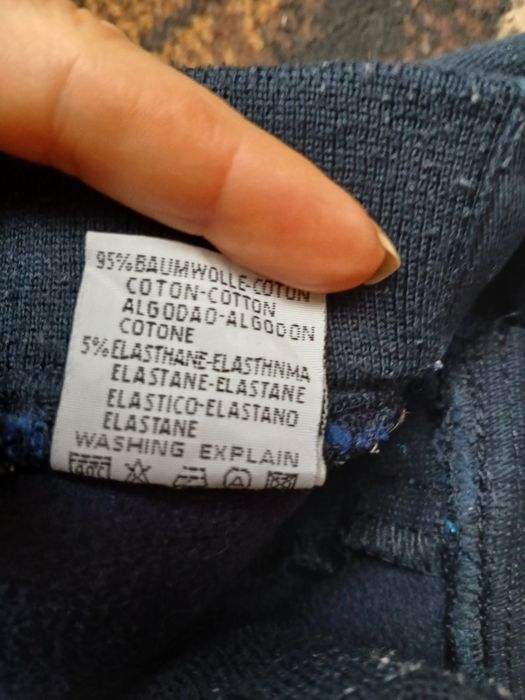 95%BAUMWOLLE-COTON
COTON-COTTON
ALGODAO-ALGODON
COTONE
5%ELASTHANE-ELASTHNMA
ELASTANE-ELASTANE
ELASTICO-ELASTANO
ELASTANE
WASHING EXPLAIN
A